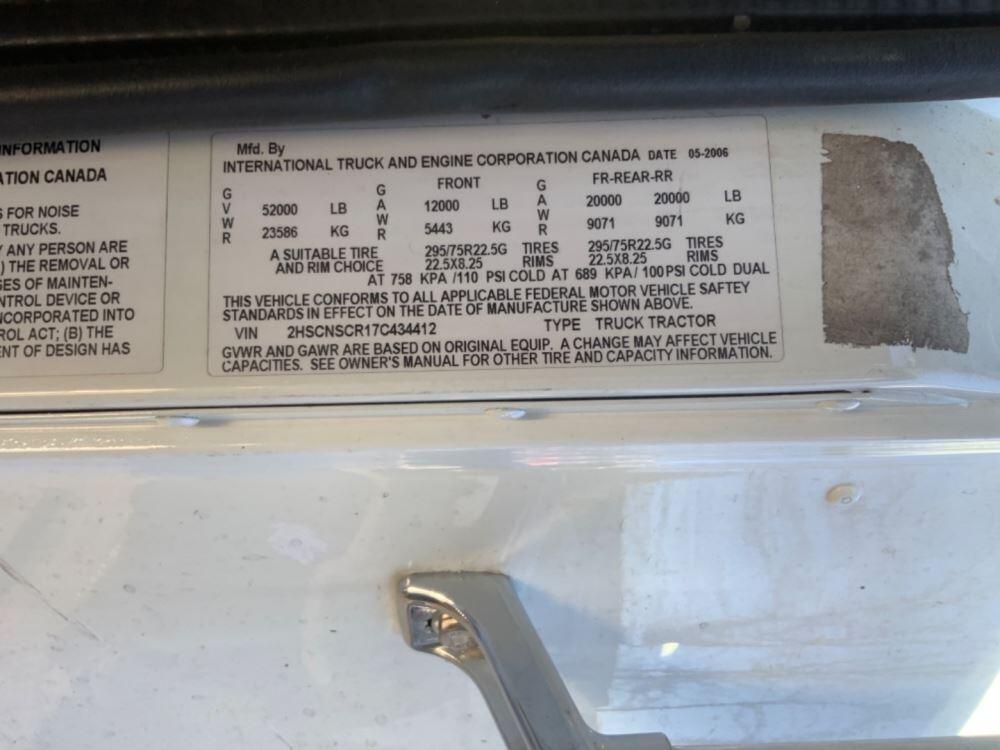 NFORMATION
ATION CANADA
S FOR NOISE
TRUCKS.
Y ANY PERSON ARE
) THE REMOVAL OR
GES OF MAINTEN-
NTROL DEVICE OR
NCORPORATED INTO
ROL ACT; (B) THE
ENT OF DESIGN HAS
Mfd. By
INTERNATIONAL TRUCK AND ENGINE CORPORATION CANADA DATE 05-2006
GVWR 52000 LB 23586 KG
GAWR FRONT 12000 LB 5443 KG
GAWR FR-REAR-RR 20000 20000 LB 9071 9071 KG
A SUITABLE TIRE 295/75R22.5G TIRES 295/75R22.5G TIRES
AND RIM CHOICE 22.5X8.25 RIMS 22.5X8.25 RIMS
AT 758 KPA /110 PSI COLD AT 689 KPA/ 100 PSI COLD DUAL
THIS VEHICLE CONFORMS TO ALL APPLICABLE FEDERAL MOTOR VEHICLE SAFTEY
STANDARDS IN EFFECT ON THE DATE OF MANUFACTURE SHOWN ABOVE.
VIN 2HSCNSCR17C434412 TYPE TRUCK TRACTOR
GVWR AND GAWR ARE BASED ON ORIGINAL EQUIP. A CHANGE MAY AFFECT VEHICLE
CAPACITIES. SEE OWNER'S MANUAL FOR OTHER TIRE AND CAPACITY INFORMATION.